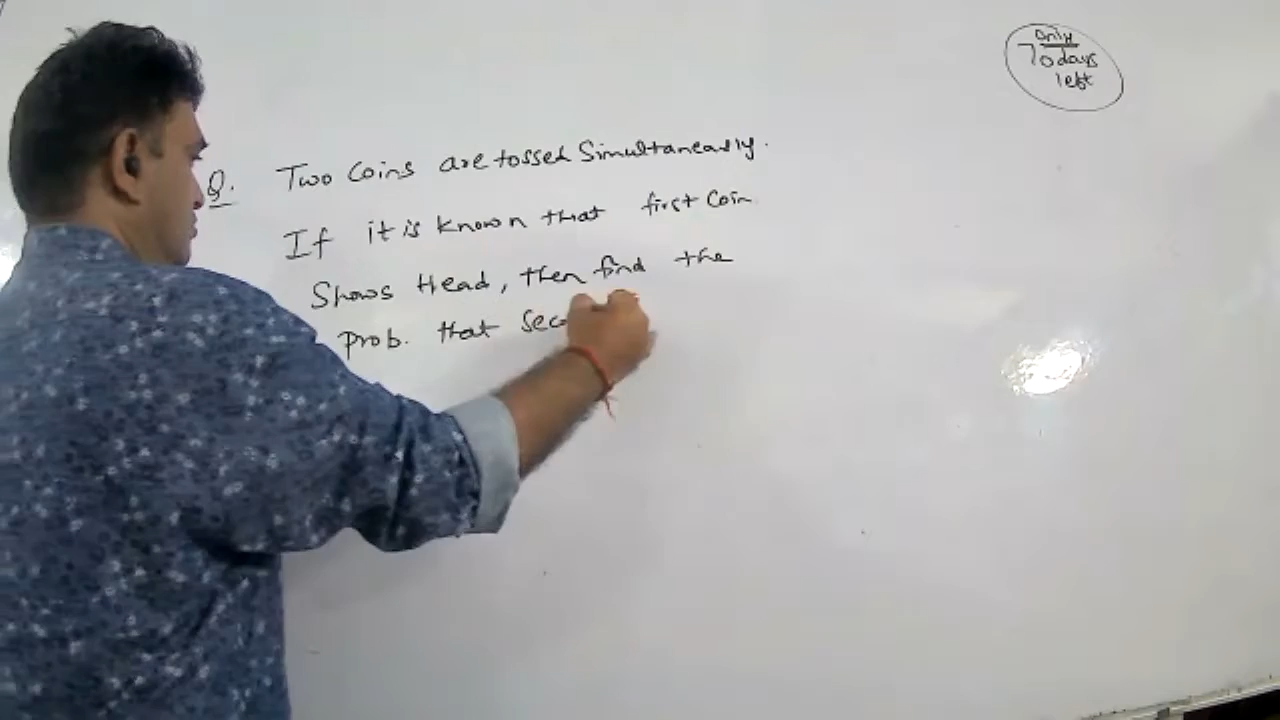 Only
70 days
left
Q. Two Coins are tossed Simultaneously.
If it is known that first Coin
Shows Head, then find the
Prob. that Sec